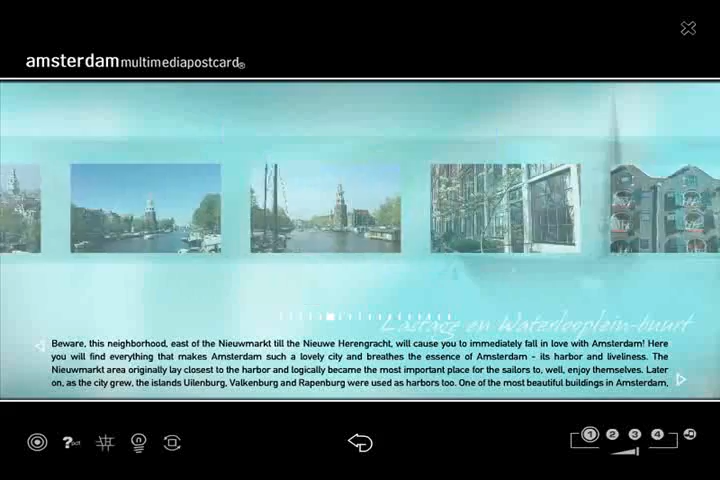 amsterdammultimediapostcard®
Lastage en Waterlooplein-buurt
Beware, this neighborhood, east of the Nieuwmarkt till the Nieuwe Herengracht, will cause you to immediately fall in love with Amsterdam! Here
you will find everything that makes Amsterdam such a lovely city and breathes the essence of Amsterdam - its harbor and liveliness. The
Nieuwmarkt area originally lay closest to the harbor and logically became the most important place for the sailors to, well, enjoy themselves. Later
on, as the city grew, the islands Uilenburg, Valkenburg and Rapenburg were used as harbors too. One of the most beautiful buildings in Amsterdam,
1 2 3 4